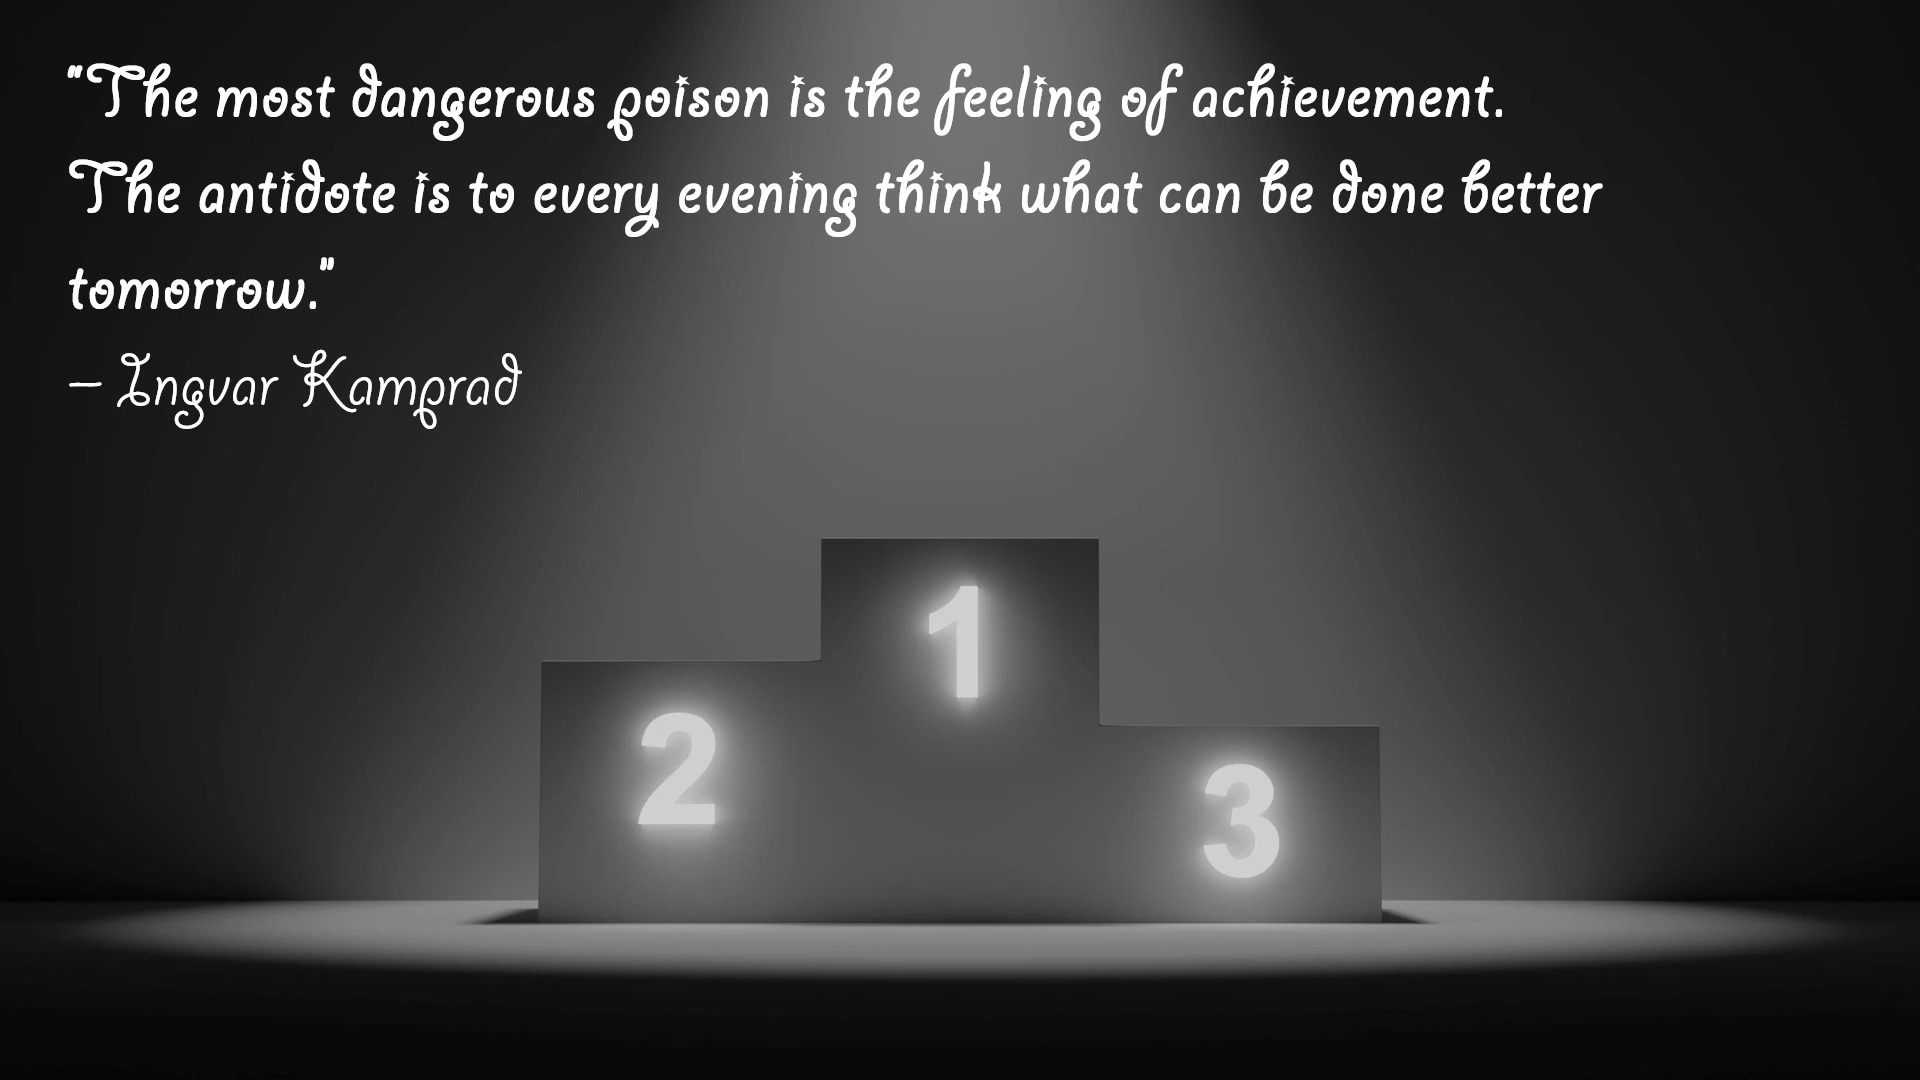 "The most dangerous poison is the feeling of achievement.
The antidote is to every evening think what can be done better
tomorrow."
– Ingvar Kamprad
1
2
3